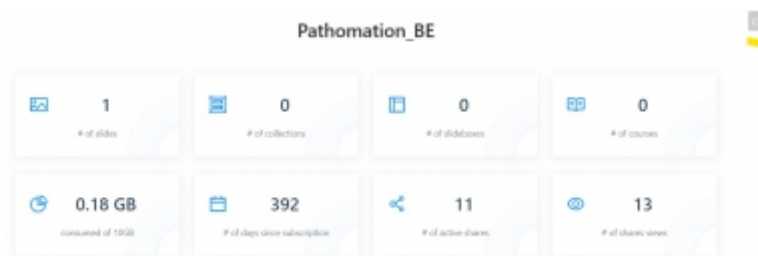 Pathomation_BE
1
# of slides
0
# of collections
0
# of slideboxes
0
# of courses
0.18 GB
consumed of 10GB
392
# of days since subscription
11
# of active shares
13
# of shares views